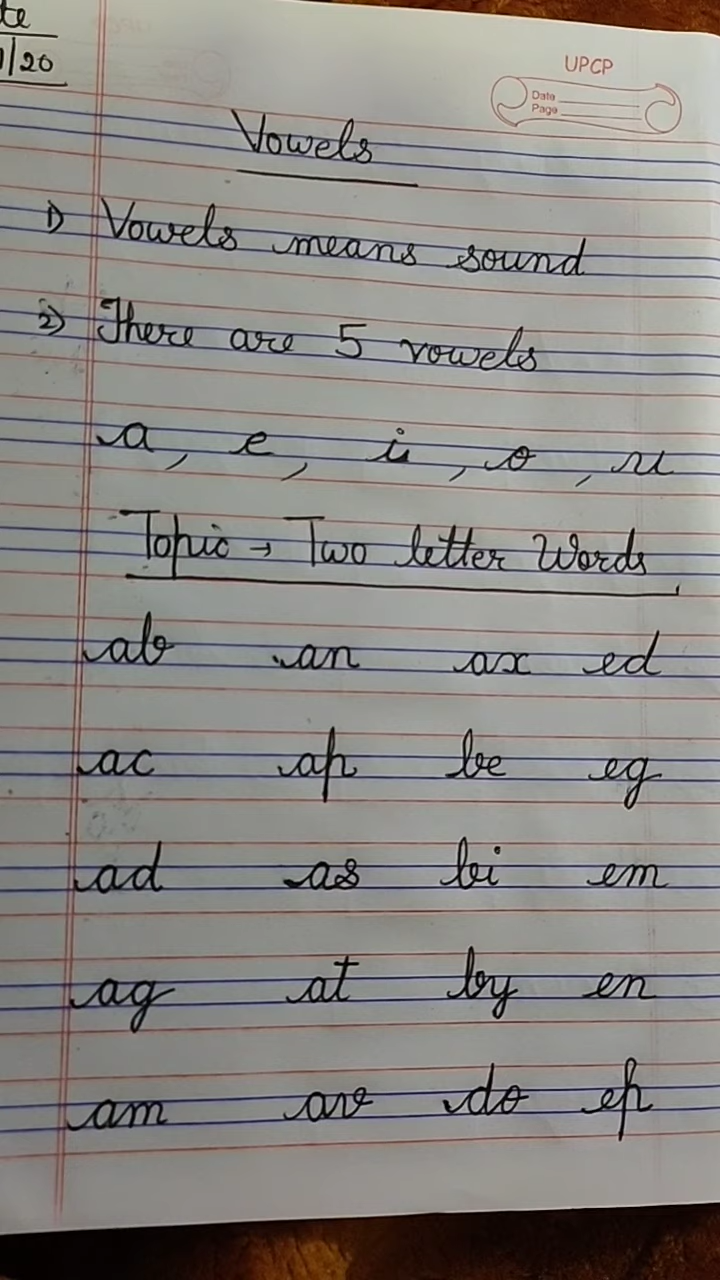 te
1/20
UPCP
Date
Page
Vowels
1) Vowels means sound
2) There are 5 vowels
a, e, i, o, u
Topic → Two letter Words
ab an ax ed
ac ap be eg
ad as bi em
ag at by en
am av do ep